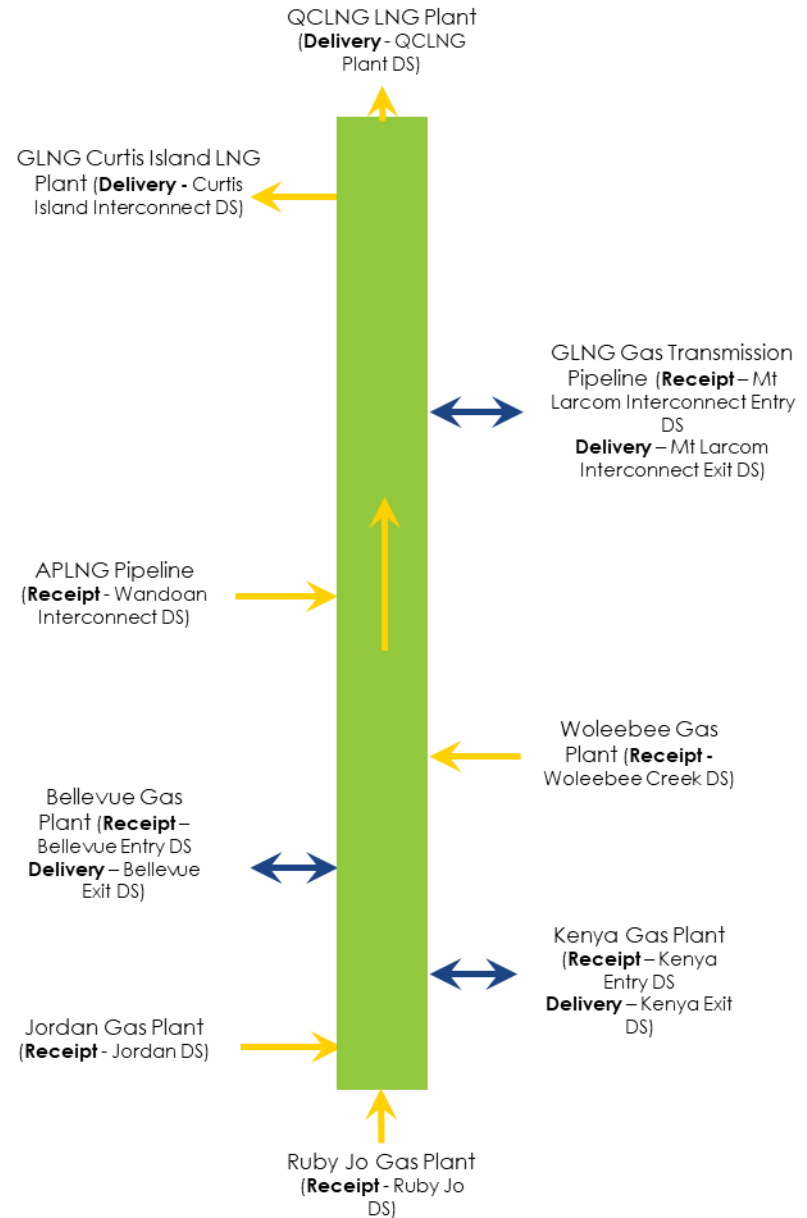 QCLNG LNG Plant
(Delivery - QCLNG
Plant DS)
GLNG Curtis Island LNG
Plant (Delivery - Curtis
Island Interconnect DS)
GLNG Gas Transmission
Pipeline (Receipt – Mt
Larcom Interconnect Entry
DS
Delivery – Mt Larcom
Interconnect Exit DS)
APLNG Pipeline
(Receipt - Wandoan
Interconnect DS)
Woleebee Gas
Plant (Receipt -
Woleebee Creek DS)
Bellevue Gas
Plant (Receipt –
Bellevue Entry DS
Delivery – Bellevue
Exit DS)
Kenya Gas Plant
(Receipt – Kenya
Entry DS
Delivery – Kenya Exit
DS)
Jordan Gas Plant
(Receipt - Jordan DS)
Ruby Jo Gas Plant
(Receipt - Ruby Jo
DS)